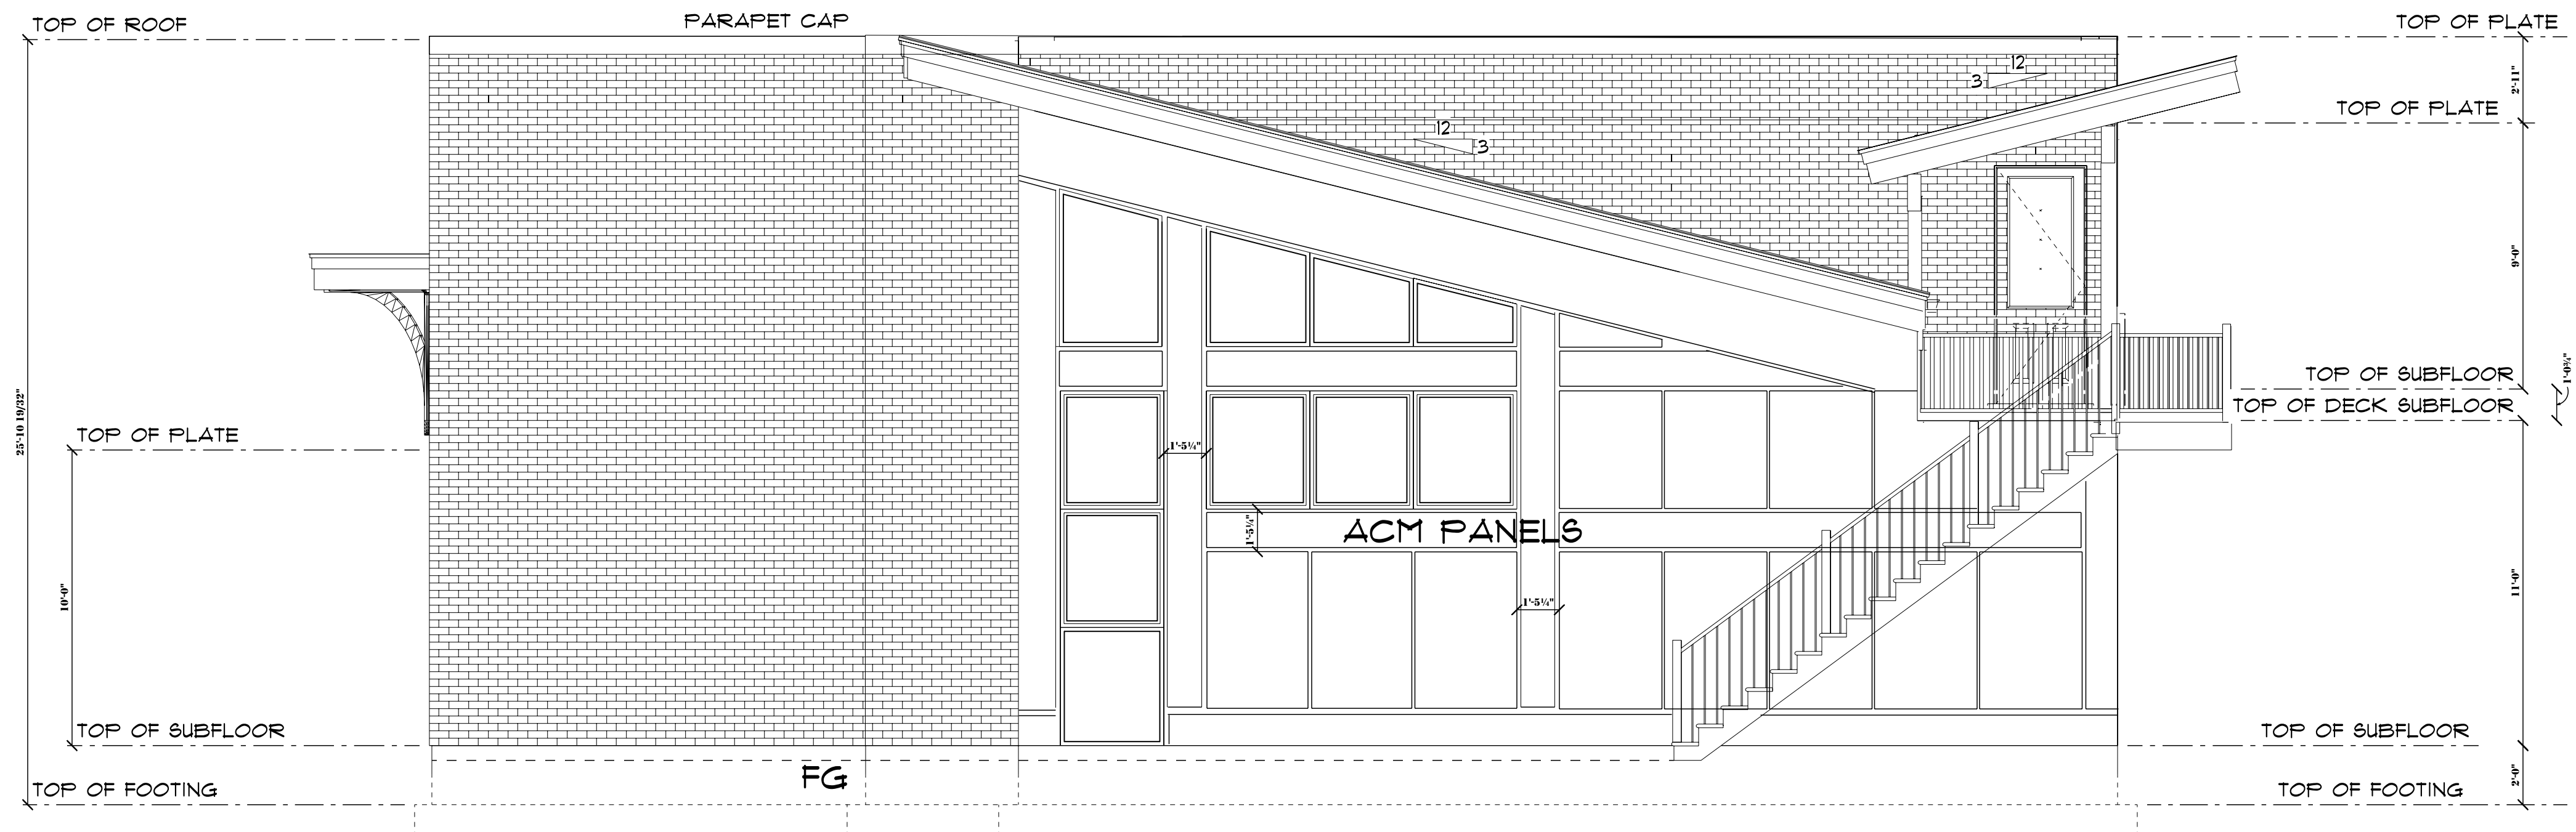 TOP OF ROOF
PARAPET CAP
TOP OF PLATE
12
3
2'-11"
TOP OF PLATE
12
3
9'-0"
1'-0¾"
TOP OF SUBFLOOR
TOP OF DECK SUBFLOOR
25'-10 19/32"
TOP OF PLATE
1'-5¼"
1'-5¼"
ACM PANELS
10'-0"
11'-0"
1'-5¼"
TOP OF SUBFLOOR
TOP OF SUBFLOOR
FG
2'-0"
TOP OF FOOTING
TOP OF FOOTING